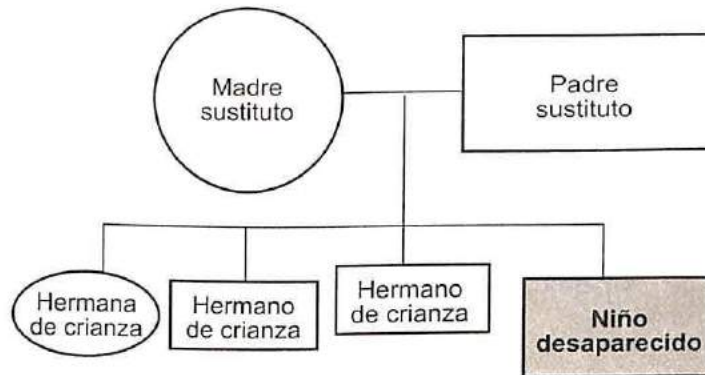 Madre
sustituto
Padre
sustituto
Hermana
de crianza
Hermano
de crianza
Hermano
de crianza
Niño
desaparecido